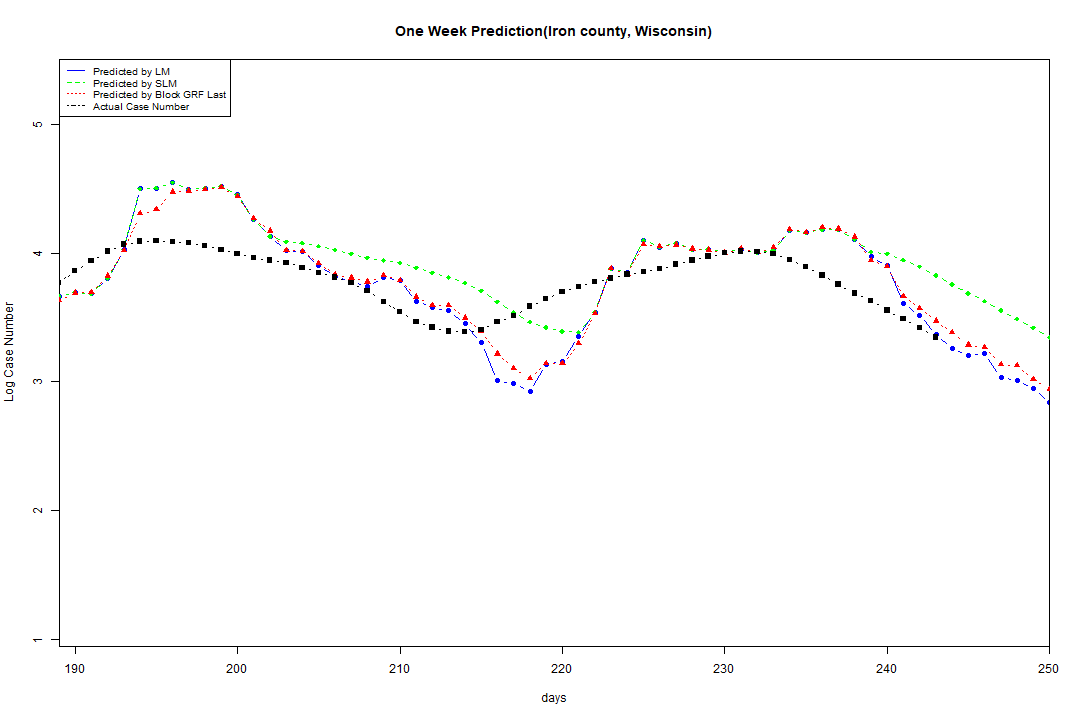 One Week Prediction(Iron county, Wisconsin)
Predicted by LM
Predicted by SLM
Predicted by Block GRF Last
Actual Case Number
5
4
3
2
1
Log Case Number
190 200 210 220 230 240 250
days